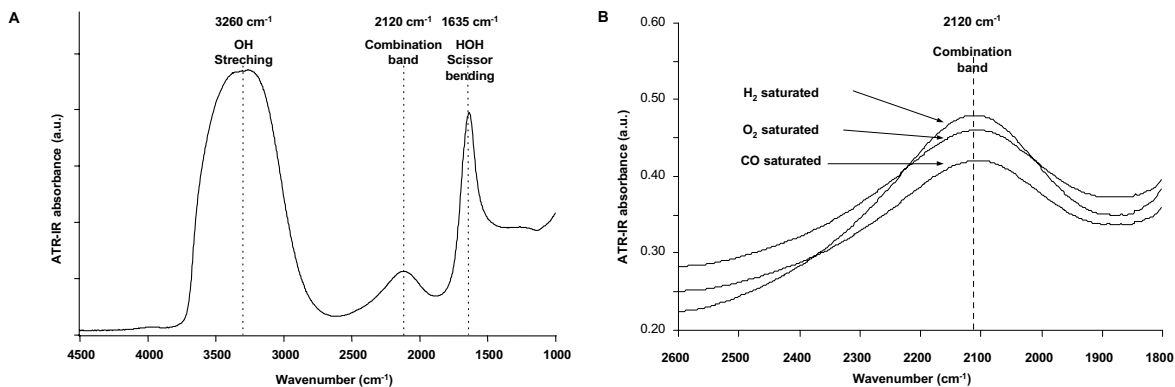 A
3260 cm⁻¹
OH
Streching
2120 cm⁻¹
Combination
band
1635 cm⁻¹
HOH
Scissor
bending
ATR-IR absorbance (a.u.)
4500 4000 3500 3000 2500 2000 1500 1000
Wavenumber (cm⁻¹)
B
2120 cm⁻¹
Combination
band
H₂ saturated
O₂ saturated
CO saturated
ATR-IR absorbance (a.u.)
0.60
0.50
0.40
0.30
0.20
2600 2500 2400 2300 2200 2100 2000 1900 1800
Wavenumber (cm⁻¹)